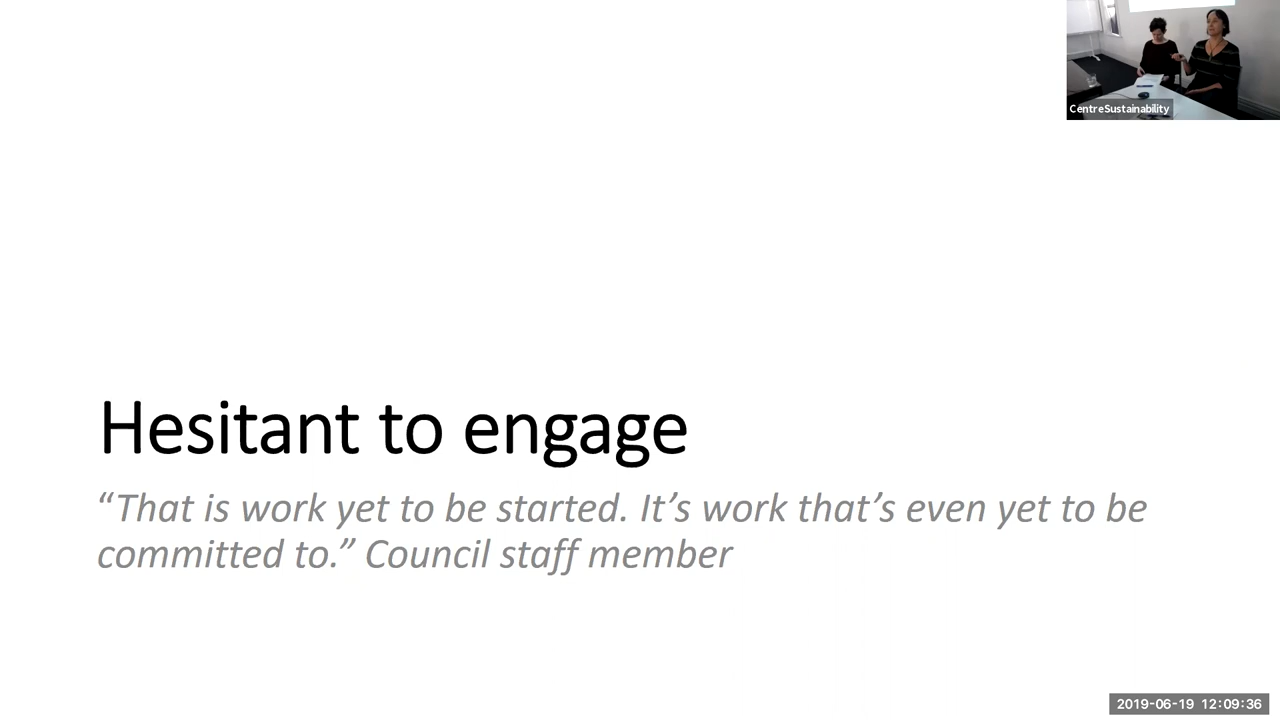 CentreSustainability
Hesitant to engage
“That is work yet to be started. It’s work that’s even yet to be
committed to.” Council staff member
2019-06-19 12:09:36